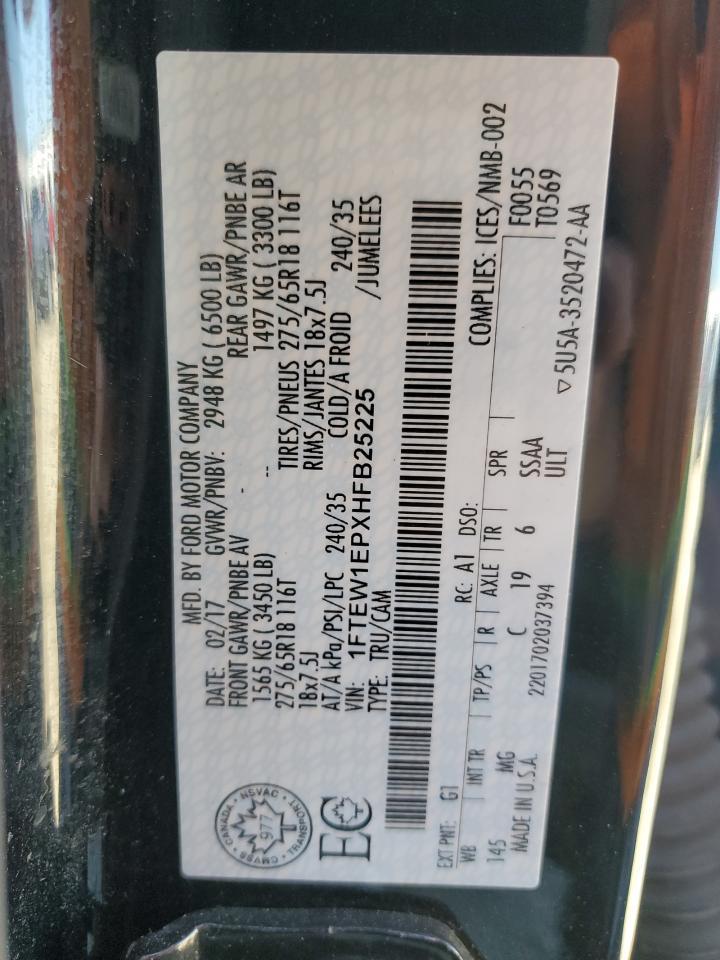 MFD. BY FORD MOTOR COMPANY
DATE: 02/17 GVWR/PNBV: 2948 KG ( 6500 LB)
FRONT GAWR/PNBE AV - REAR GAWR/PNBE AR
1565 KG ( 3450 LB) -- 1497 KG ( 3300 LB)
275/65R18 116T TIRES/PNEUS 275/65R18 116T
18x7.5J RIMS/JANTES 18x7.5J
AT/A kPa/PSI/LPC 240/35 COLD/A FROID 240/35
VIN: 1FTEW1EPXHFB25225 /JUMELEES
TYPE: TRU/CAM
CANADA • NSVAC • TRANSPORT • CMVSS
977
EC
COMPLIES: ICES/NMB-002
EXT PNT: G1 RC: A1 DSO: F0055
WB INT TR TP/PS R AXLE TR SPR T0569
145 MG C 19 6 SSAA
MADE IN U.S.A. 2201702037394 ULT
▽ 5U5A-3520472-AA